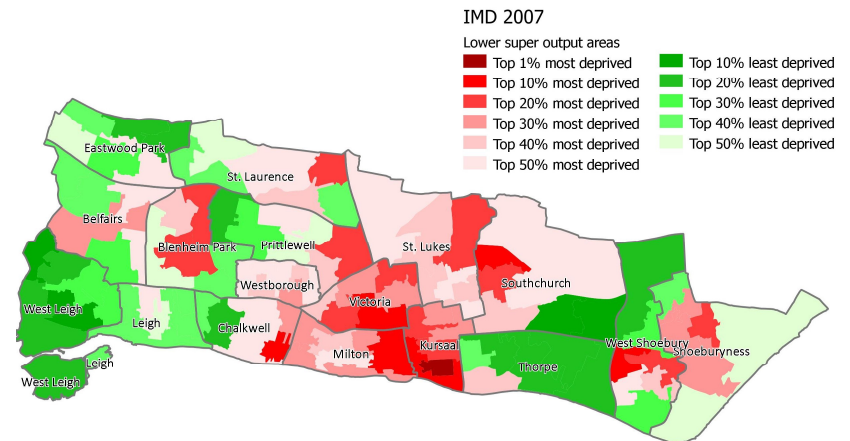 IMD 2007
Lower super output areas
Top 1% most deprived
Top 10% most deprived
Top 20% most deprived
Top 30% most deprived
Top 40% most deprived
Top 50% most deprived
Top 10% least deprived
Top 20% least deprived
Top 30% least deprived
Top 40% least deprived
Top 50% least deprived
Eastwood Park
St. Laurence
Belfairs
Blenheim Park
Prittlewell
St. Lukes
Westborough
Southchurch
West Leigh
Leigh
Chalkwell
Victoria
Milton
Kursaal
West Shoebury
Shoeburyness
Thorpe
Leigh
West Leigh